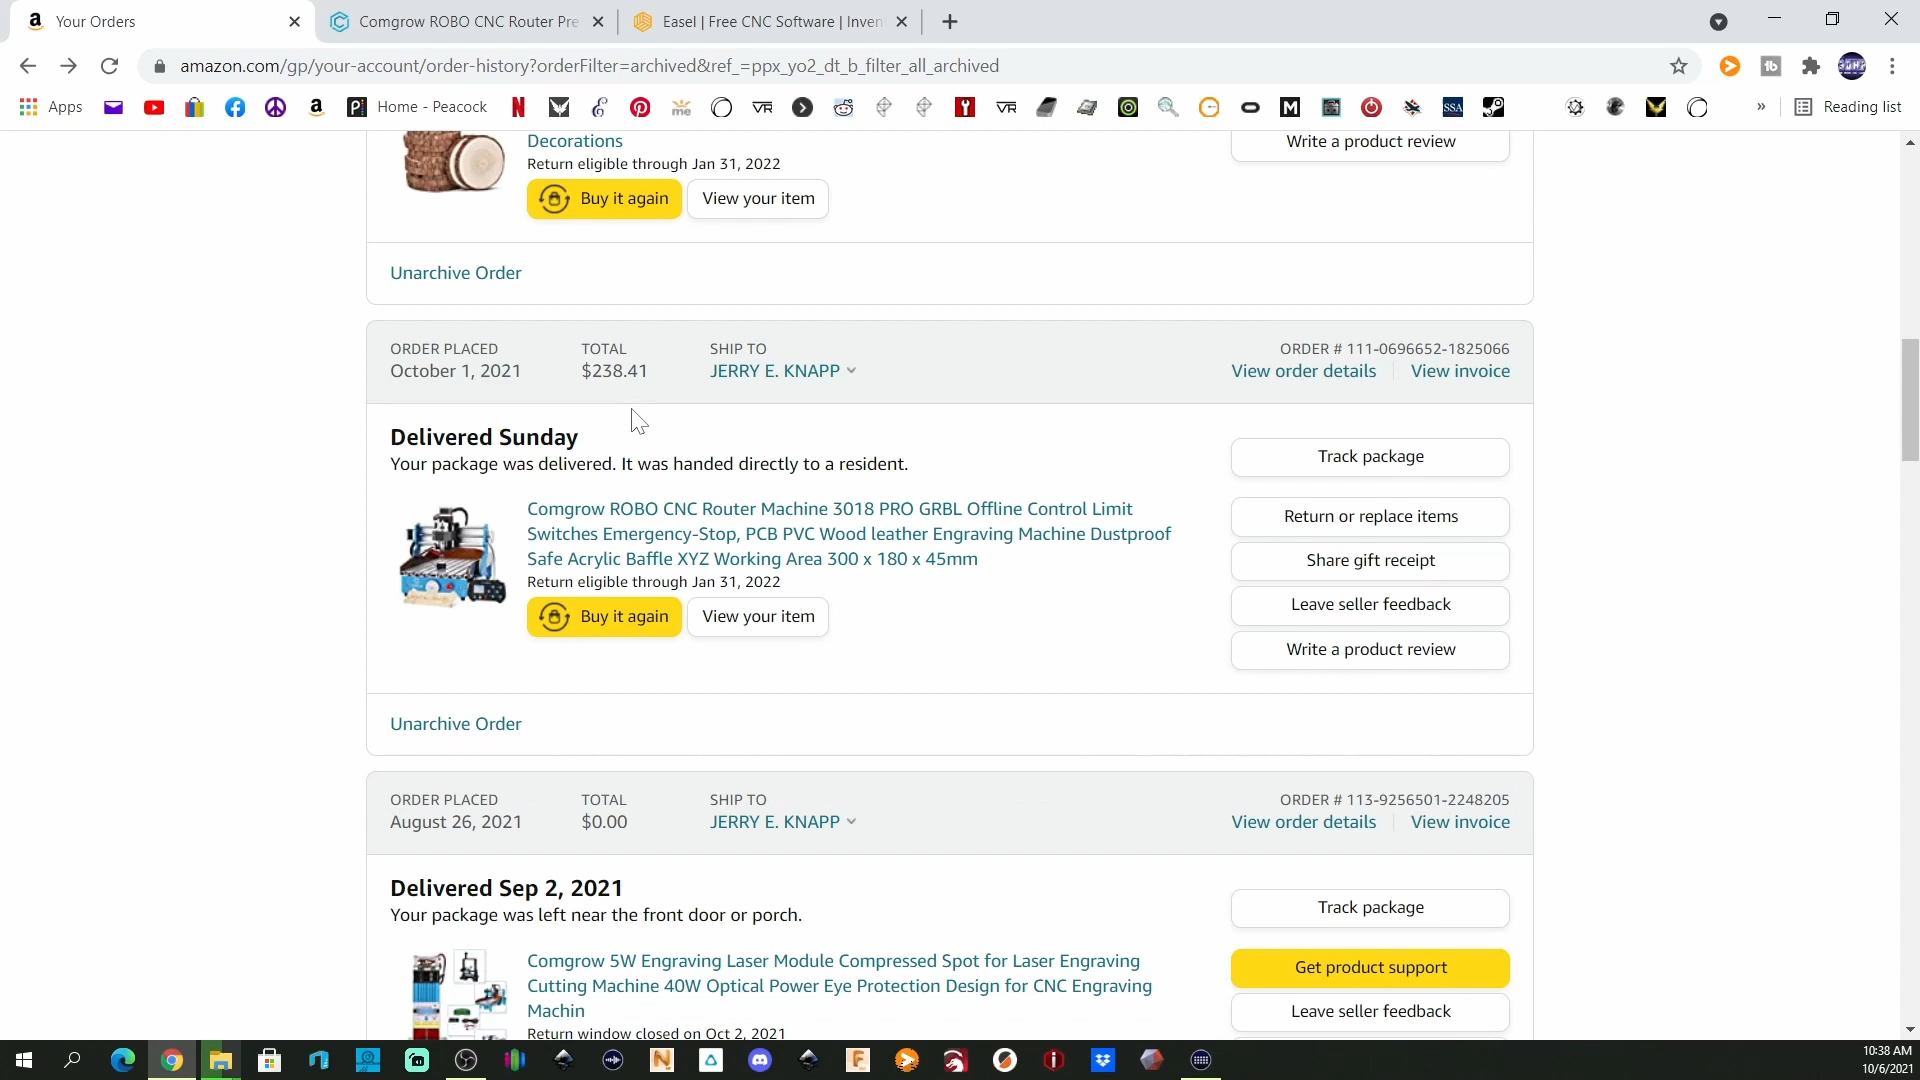 Your Orders
Comgrow ROBO CNC Router Pre
Easel | Free CNC Software | Inven
amazon.com/gp/your-account/order-history?orderFilter=archived&ref_=ppx_yo2_dt_b_filter_all_archived
Apps
Home - Peacock
Reading list
Decorations
Return eligible through Jan 31, 2022
Buy it again
View your item
Write a product review
Unarchive Order
ORDER PLACED
October 1, 2021
TOTAL
$238.41
SHIP TO
JERRY E. KNAPP
ORDER # 111-0696652-1825066
View order details
View invoice
Delivered Sunday
Your package was delivered. It was handed directly to a resident.
Comgrow ROBO CNC Router Machine 3018 PRO GRBL Offline Control Limit
Switches Emergency-Stop, PCB PVC Wood leather Engraving Machine Dustproof
Safe Acrylic Baffle XYZ Working Area 300 x 180 x 45mm
Return eligible through Jan 31, 2022
Buy it again
View your item
Track package
Return or replace items
Share gift receipt
Leave seller feedback
Write a product review
Unarchive Order
ORDER PLACED
August 26, 2021
TOTAL
$0.00
SHIP TO
JERRY E. KNAPP
ORDER # 113-9256501-2248205
View order details
View invoice
Delivered Sep 2, 2021
Your package was left near the front door or porch.
Comgrow 5W Engraving Laser Module Compressed Spot for Laser Engraving
Cutting Machine 40W Optical Power Eye Protection Design for CNC Engraving
Machin
Return window closed on Oct 2, 2021
Track package
Get product support
Leave seller feedback
10:38 AM
10/6/2021